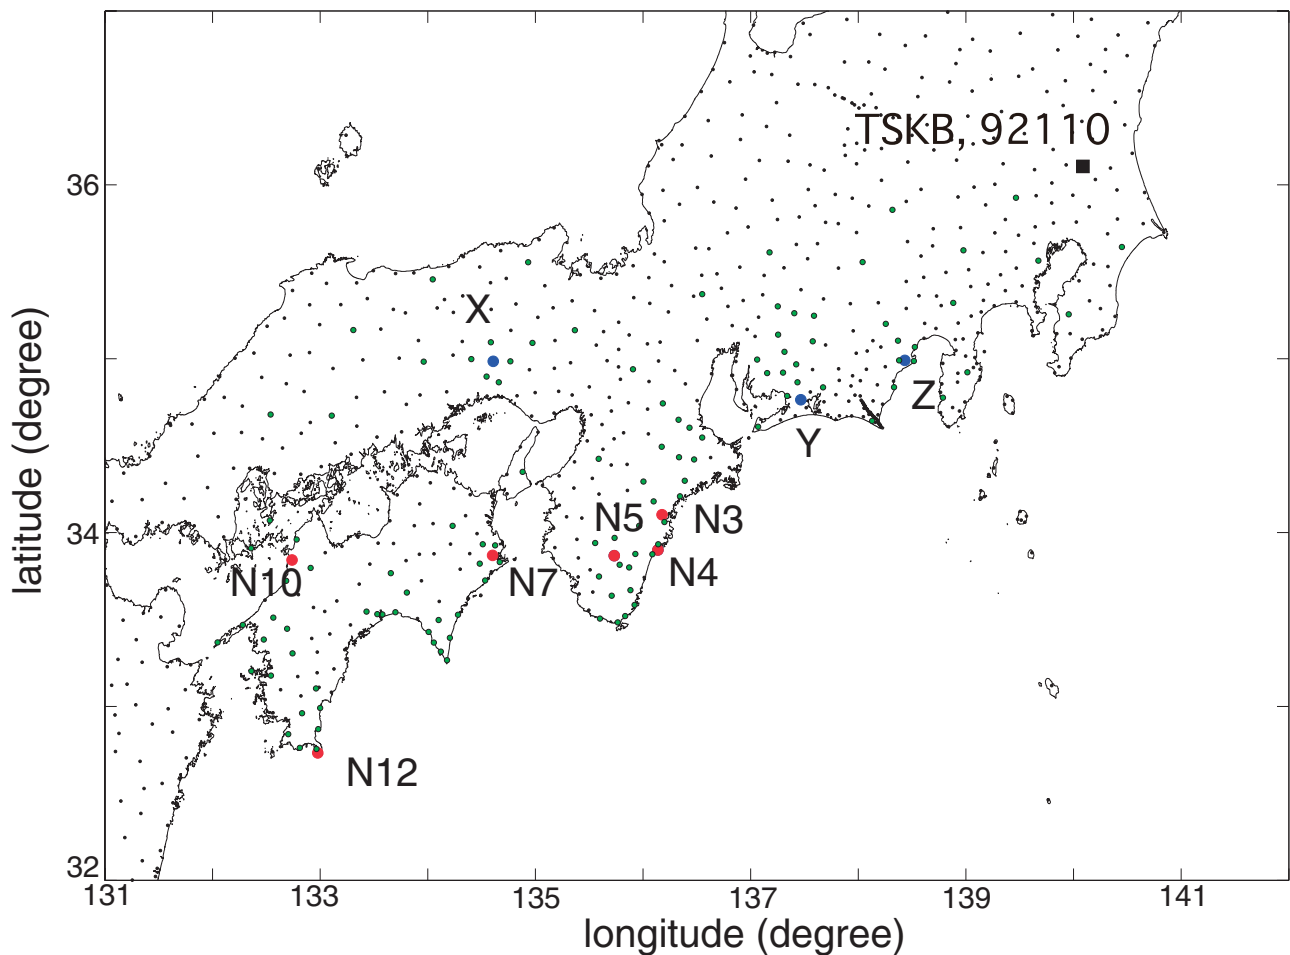 TSKB, 92110
36
X
Z
Y
latitude (degree)
34
N5
N3
N4
N10
N7
N12
32
131
133
135
137
139
141
longitude (degree)